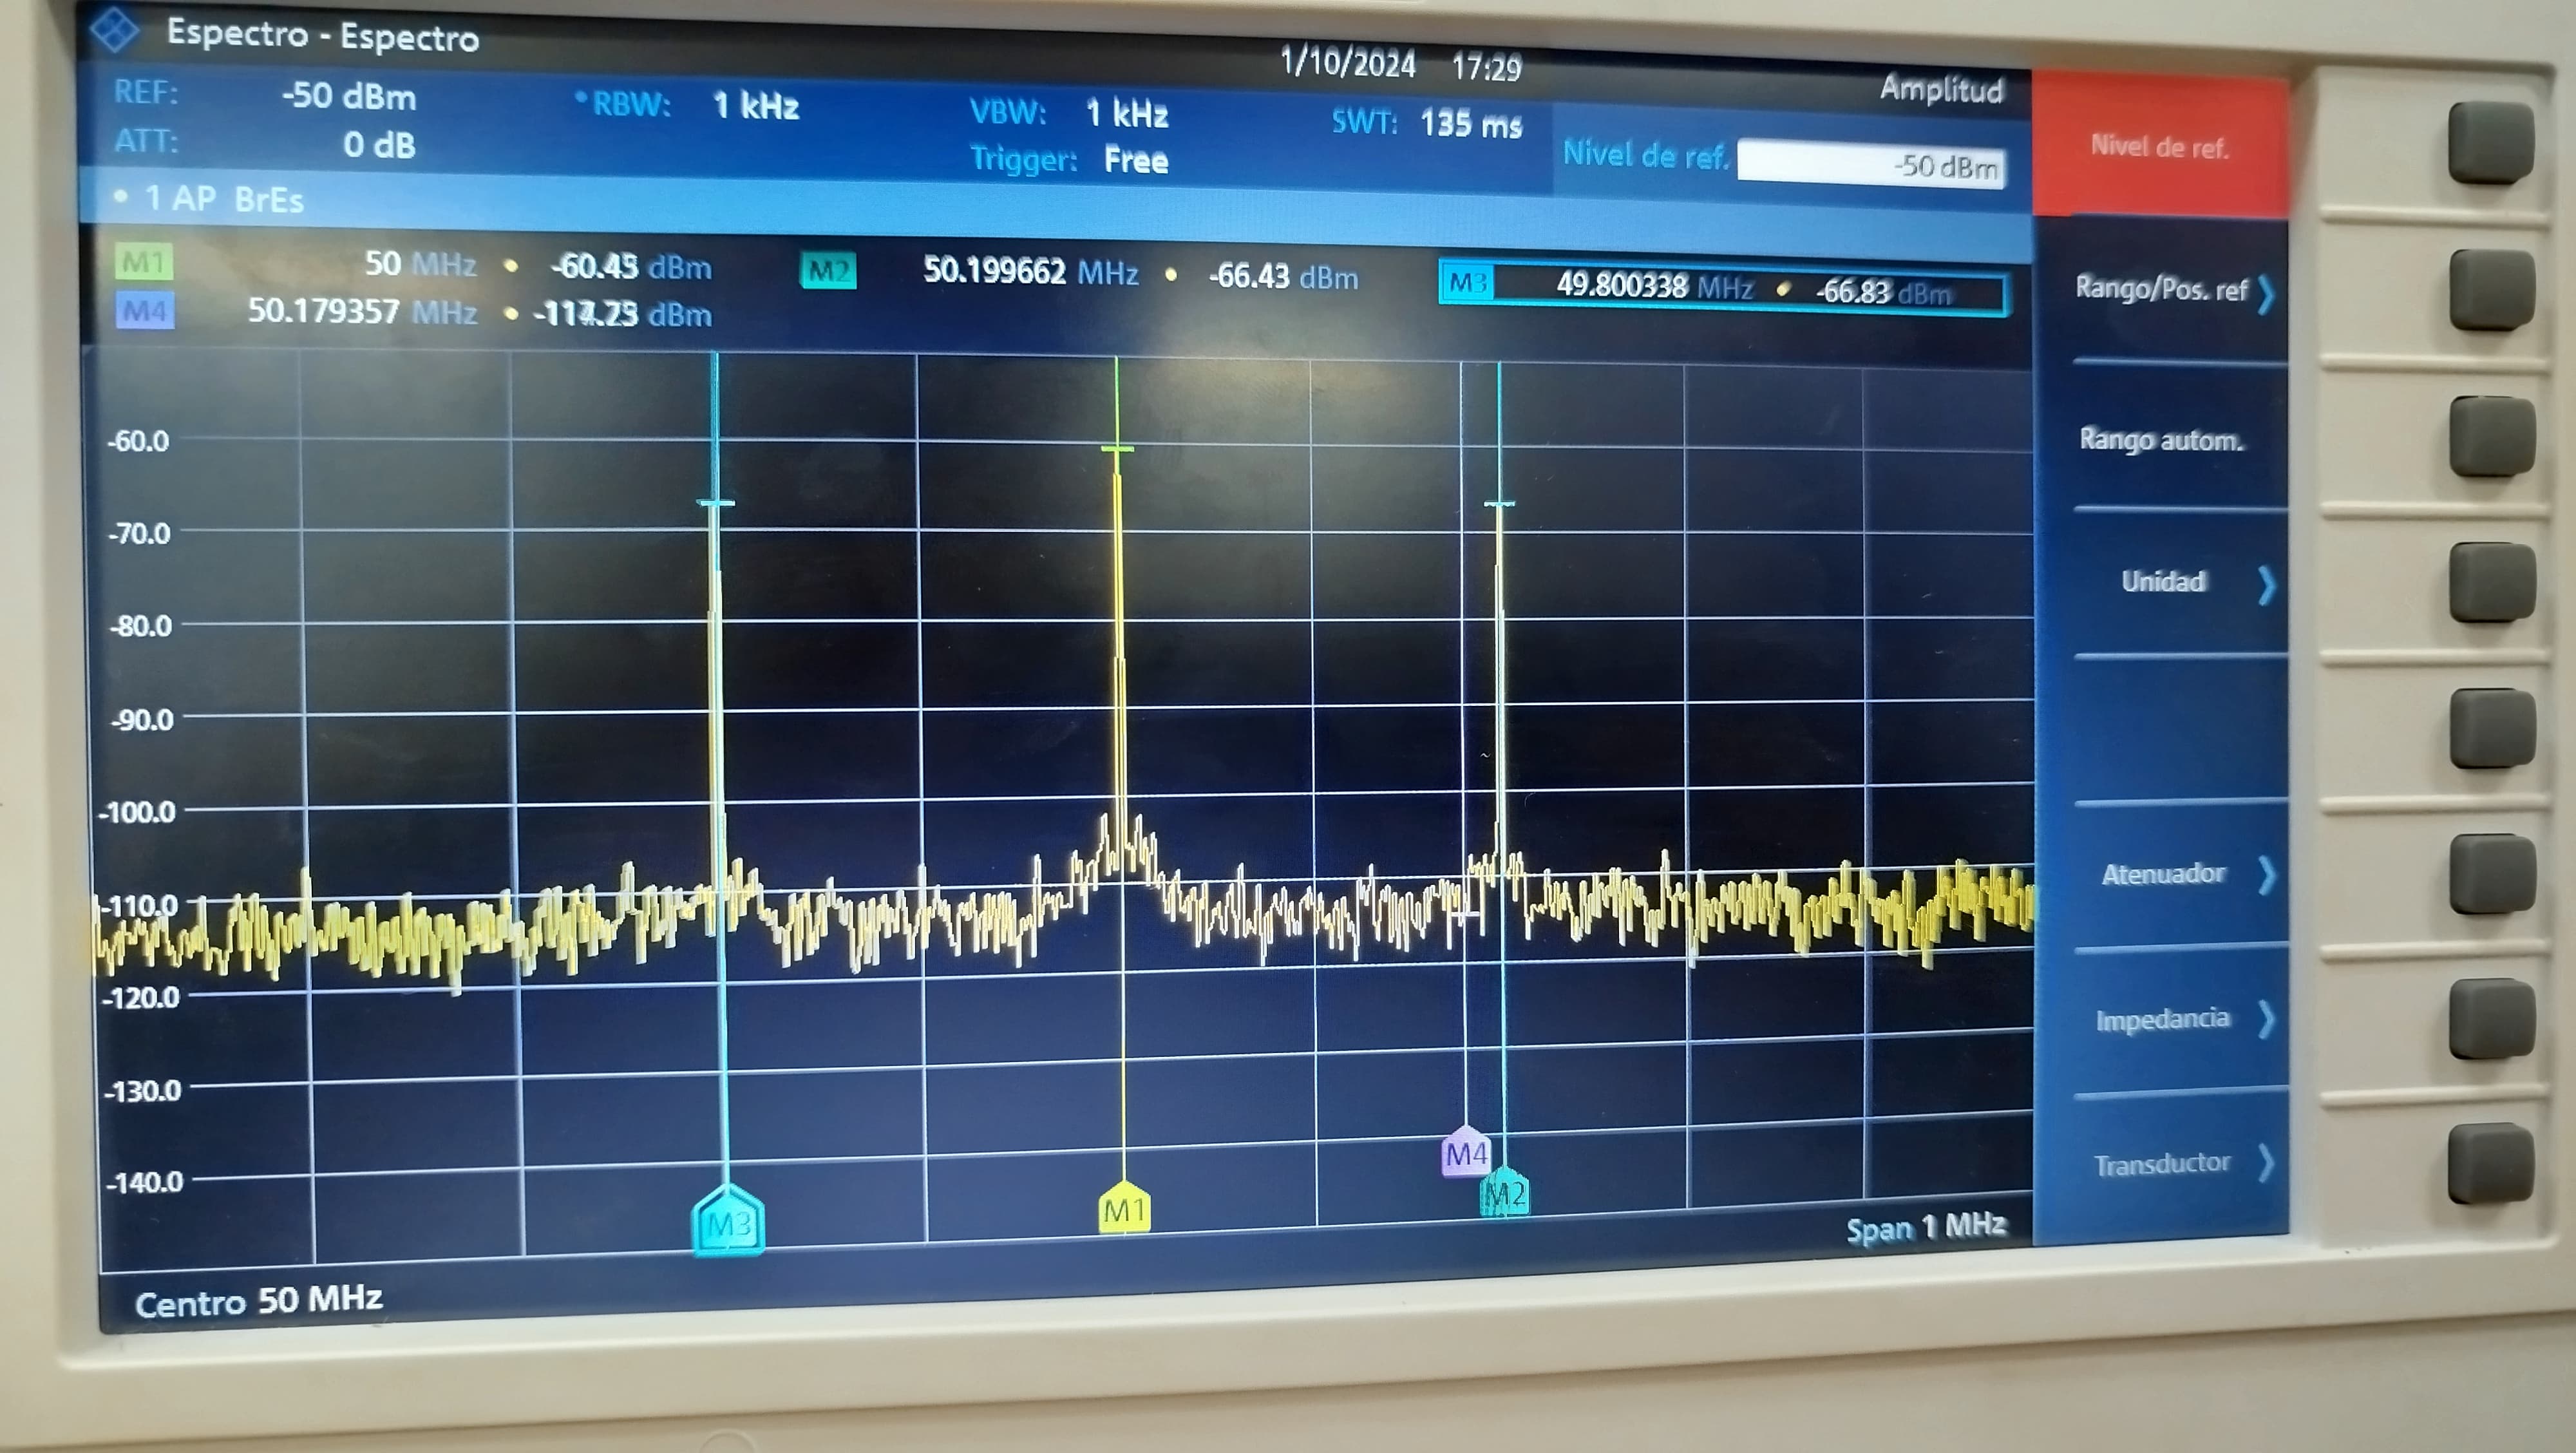 Espectro - Espectro
1/10/2024 17:29
Amplitud
REF: -50 dBm
RBW: 1 kHz
VBW: 1 kHz
SWT: 135 ms
Nivel de ref. -50 dBm
ATT: 0 dB
Trigger: Free
1 AP BrEs
M1 50 MHz -60.45 dBm
M2 50.199662 MHz -66.43 dBm
M3 49.800338 MHz -66.83 dBm
M4 50.179357 MHz dBm
-60.0
-70.0
-80.0
-90.0
-100.0
-110.0
-120.0
-130.0
-140.0
M3
M1
M4
M2
Centro 50 MHz
Span 1 MHz
Nivel de ref.
Rango/Pos. ref
Rango autom.
Unidad
Atenuador
Impedancia
Transductor